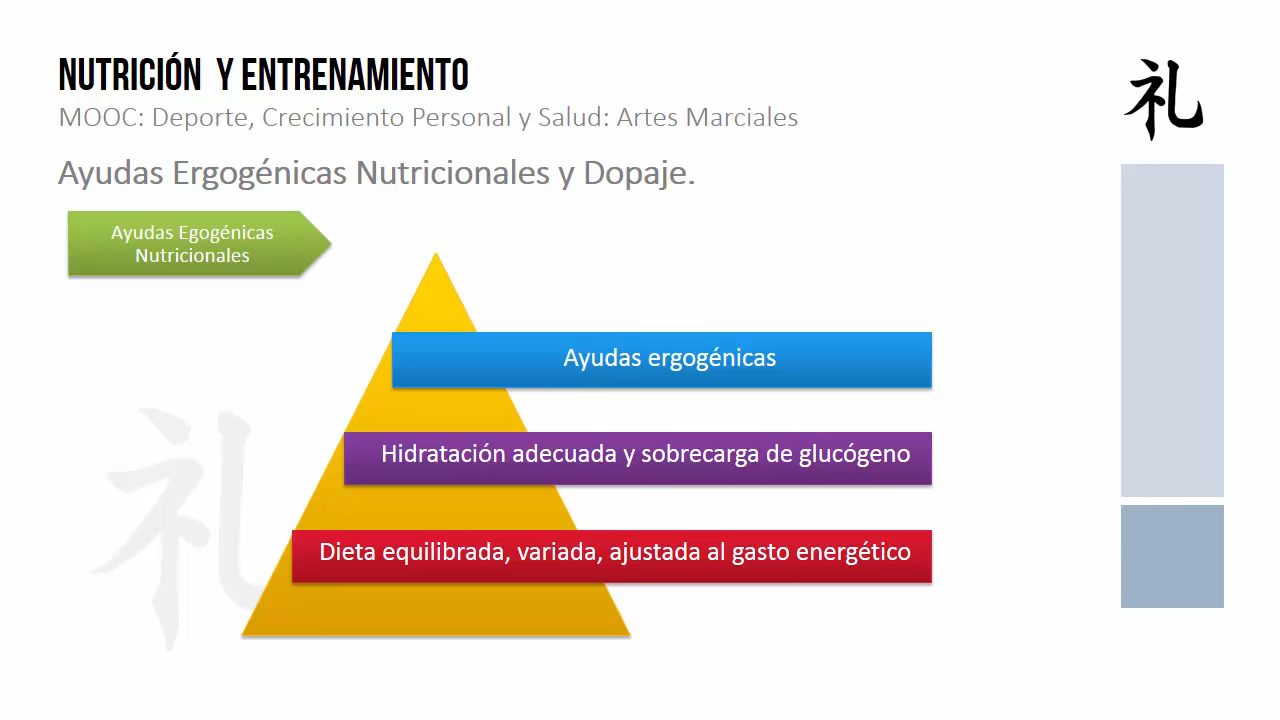 NUTRICIÓN Y ENTRENAMIENTO
礼
MOOC: Deporte, Crecimiento Personal y Salud: Artes Marciales
Ayudas Ergogénicas Nutricionales y Dopaje.
Ayudas Egogénicas
Nutricionales
Ayudas ergogénicas
Hidratación adecuada y sobrecarga de glucógeno
礼
Dieta equilibrada, variada, ajustada al gasto energético